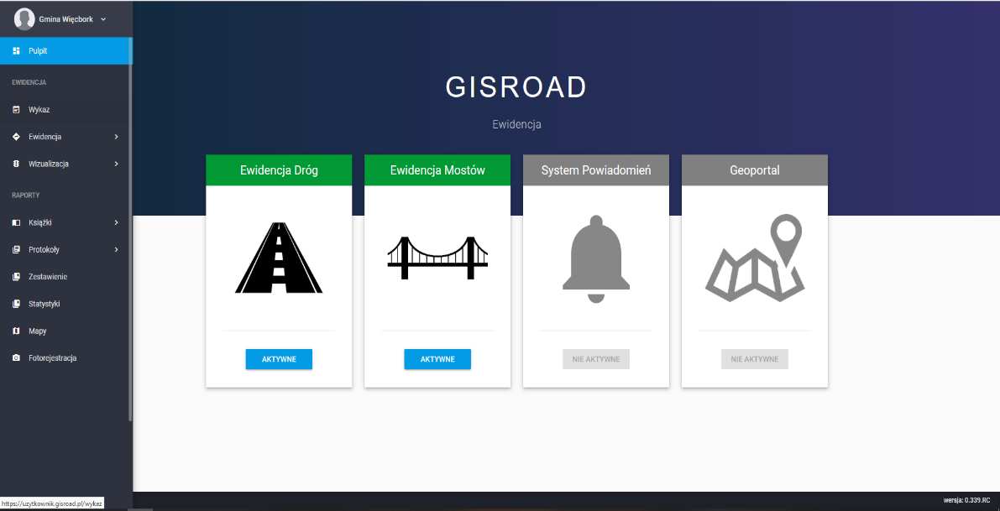 Gmina Więcbork
Pulpit
EWIDENCJA
Wykaz
Ewidencja
Wizualizacja
RAPORTY
Książki
Protokoły
Zestawienie
Statystyki
Mapy
Fotorejestracja
GISROAD
Ewidencja
Ewidencja Dróg
AKTYWNE
Ewidencja Mostów
AKTYWNE
System Powiadomień
NIE AKTYWNE
Geoportal
NIE AKTYWNE
https://uzytkownik.gisroad.pl/wykaz
wersja: 0.339.RC